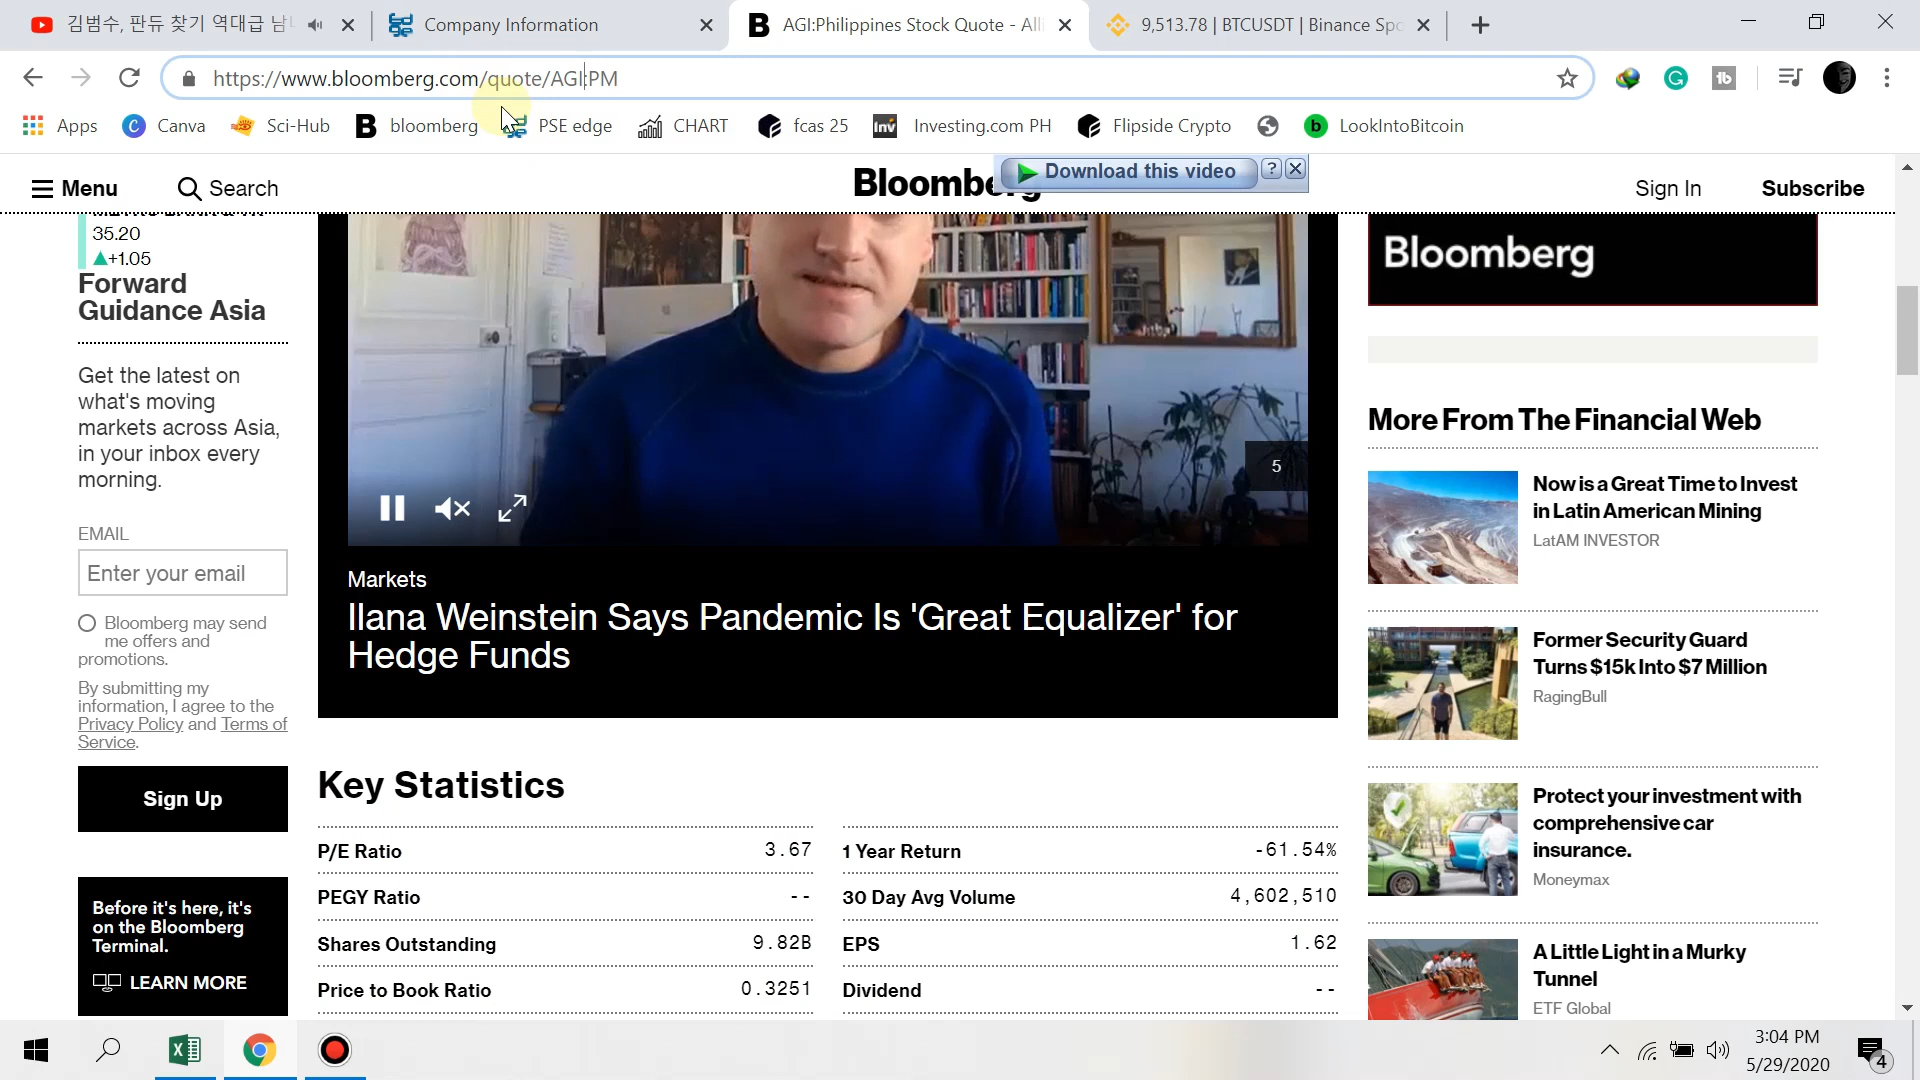 김범수, 판듀 찾기 역대급 남
Company Information
AGI:Philippines Stock Quote - Alli
9,513.78 | BTCUSDT | Binance Spo
https://www.bloomberg.com/quote/AGI:PM
Apps
Canva
Sci-Hub
bloomberg
PSE edge
CHART
fcas 25
Investing.com PH
Flipside Crypto
LookIntoBitcoin
Download this video ?
Menu
Search
Bloomberg
Sign In
Subscribe
35.20
▲+1.05
Forward
Guidance Asia
Get the latest on
what's moving
markets across Asia,
in your inbox every
morning.
EMAIL
Enter your email
Bloomberg may send
me offers and
promotions.
By submitting my
information, I agree to the
Privacy Policy and Terms of
Service.
Sign Up
Before it's here, it's
on the Bloomberg
Terminal.
LEARN MORE
5
Markets
Ilana Weinstein Says Pandemic Is 'Great Equalizer' for
Hedge Funds
Key Statistics
P/E Ratio 3.67
PEGY Ratio --
Shares Outstanding 9.82B
Price to Book Ratio 0.3251
1 Year Return -61.54%
30 Day Avg Volume 4,602,510
EPS 1.62
Dividend --
Bloomberg
More From The Financial Web
Now is a Great Time to Invest
in Latin American Mining
LatAM INVESTOR
Former Security Guard
Turns $15k Into $7 Million
RagingBull
Protect your investment with
comprehensive car
insurance.
Moneymax
A Little Light in a Murky
Tunnel
ETF Global
3:04 PM
5/29/2020
4